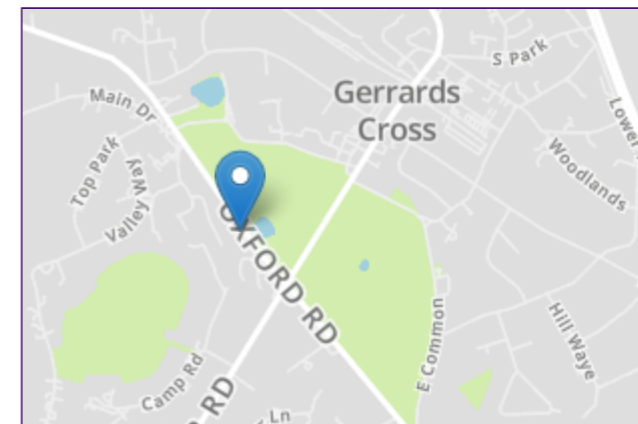 S Park
Gerrards
Cross
Main Dr
Lower
Top Park
Woodlands
Valley Way
OXFORD RD
E Common
Hill Waye
Camp Rd
RD
Ln